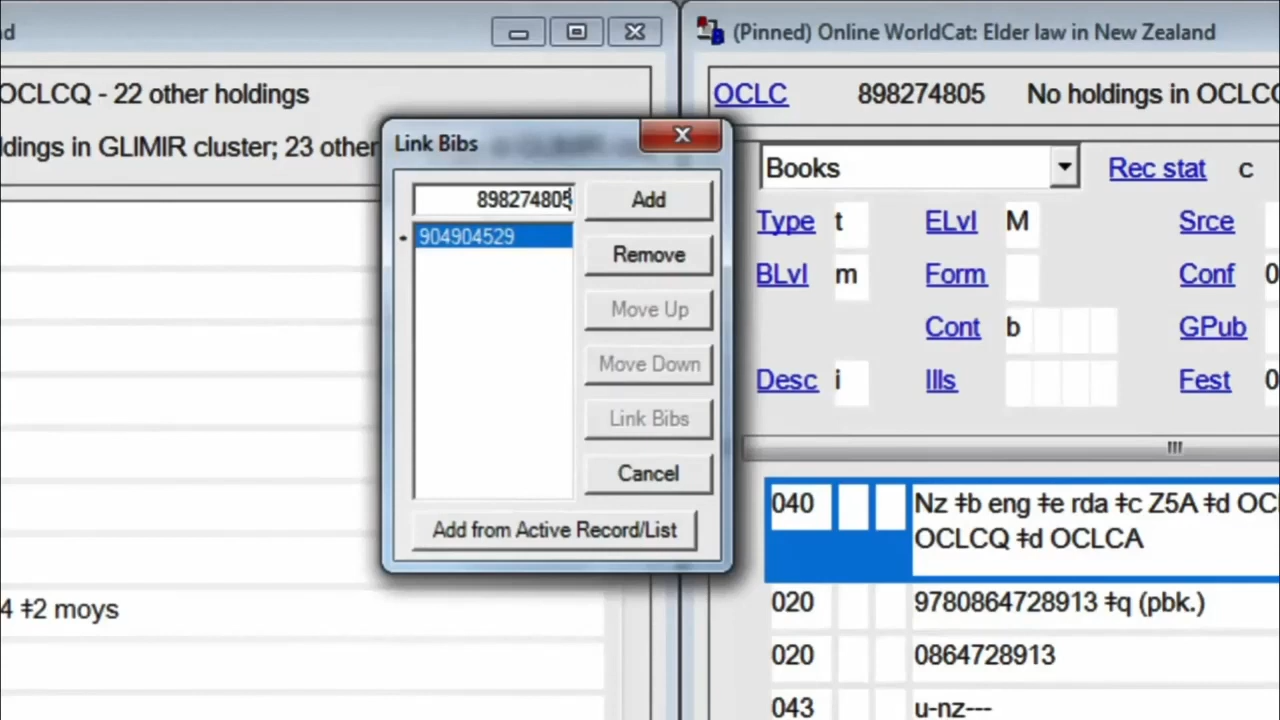 d
(Pinned) Online WorldCat: Elder law in New Zealand
OCLCQ - 22 other holdings
ldings in GLIMIR cluster; 23 other
OCLC 898274805 No holdings in OCLCQ
Link Bibs
898274805 Add
904904529
Remove
Move Up
Move Down
Link Bibs
Cancel
Add from Active Record/List
Books Rec stat c
Type t ELvl M Srce
BLvl m Form Conf 0
Cont b GPub
Desc i Ills Fest 0
040 Nz ‡b eng ‡e rda ‡c Z5A ‡d OC
OCLCQ ‡d OCLCA
020 9780864728913 ‡q (pbk.)
4 ‡2 moys
020 0864728913
043 u-nz---